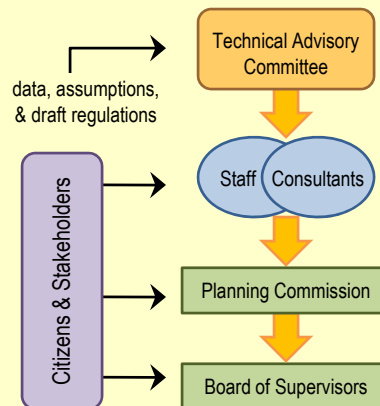 Technical Advisory
Committee
data, assumptions,
& draft regulations
Citizens & Stakeholders
Staff
Consultants
Planning Commission
Board of Supervisors